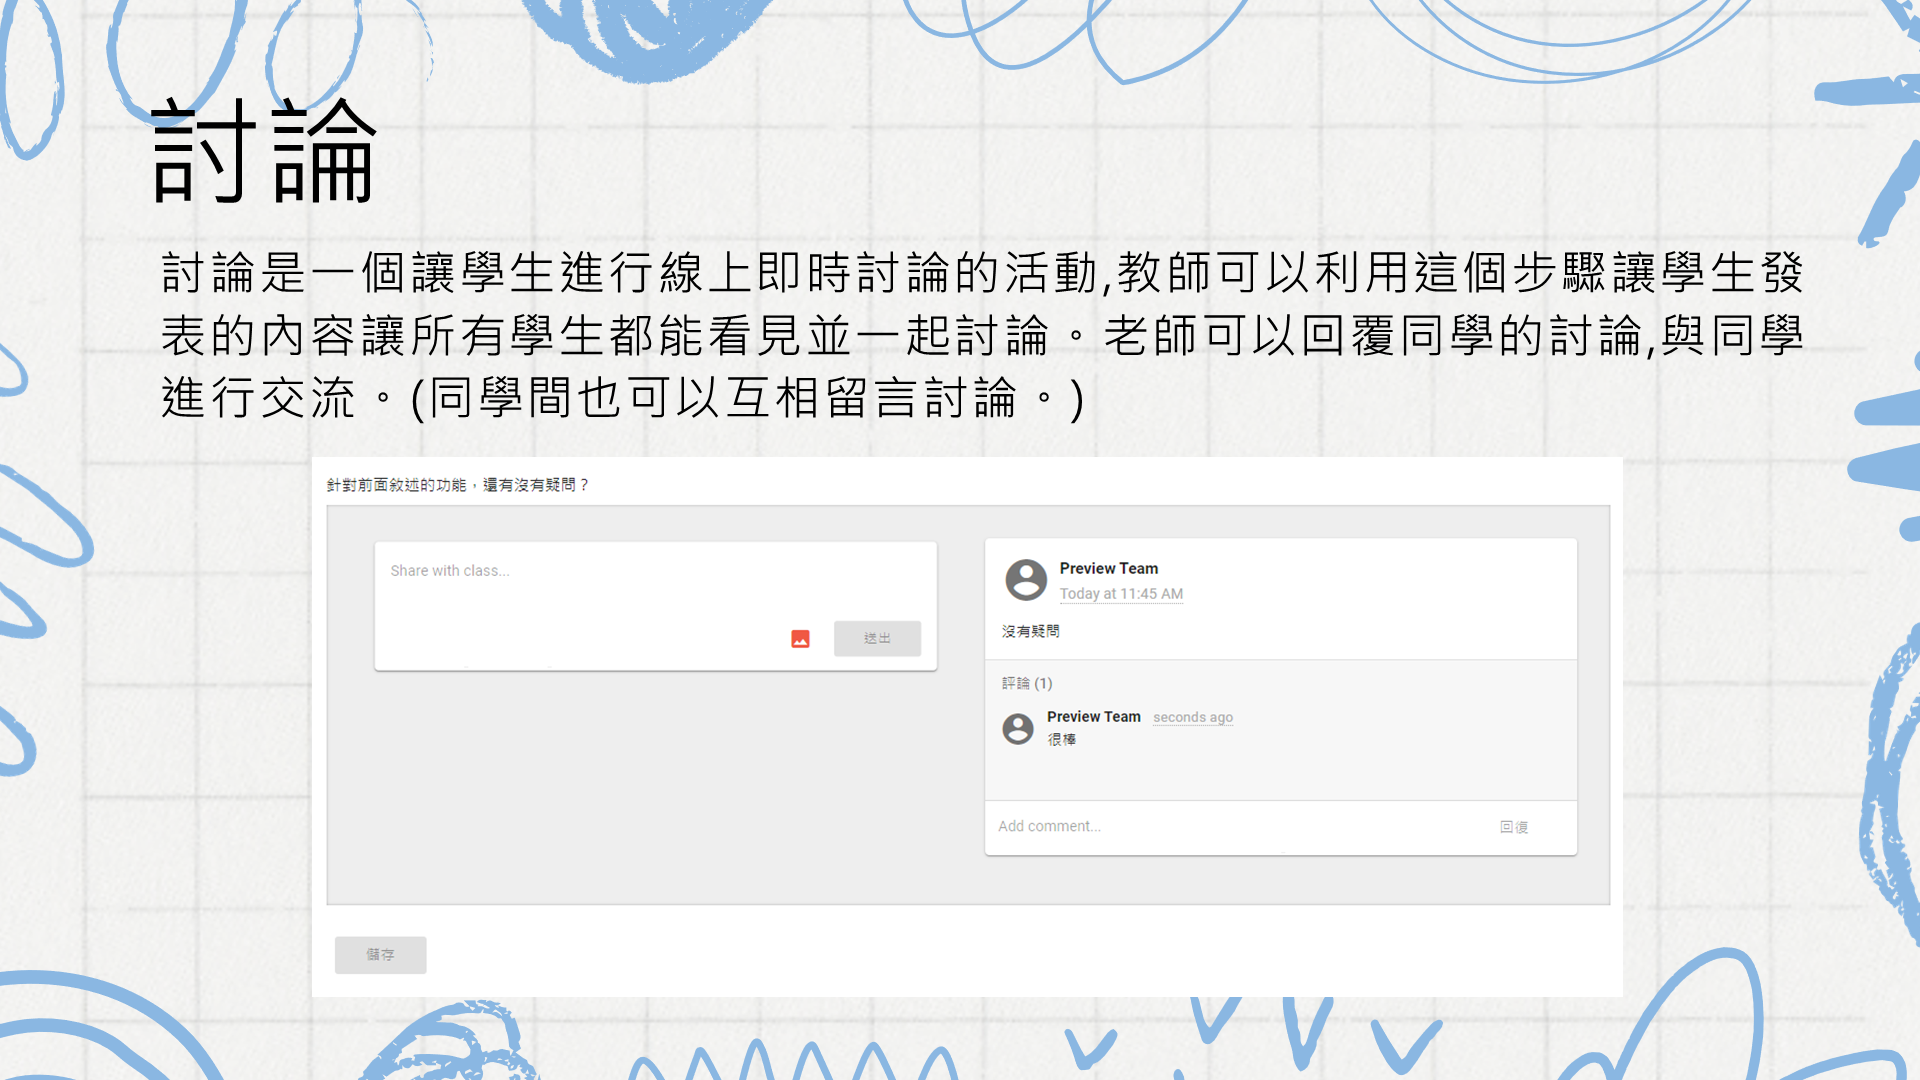 討論
討論是一個讓學生進行線上即時討論的活動,教師可以利用這個步驟讓學生發
表的內容讓所有學生都能看見並一起討論。老師可以回覆同學的討論,與同學
進行交流。(同學間也可以互相留言討論。)
針對前面敘述的功能，還有沒有疑問？
Share with class...
送出
Preview Team
Today at 11:45 AM
沒有疑問
評論 (1)
Preview Team seconds ago
很棒
Add comment...
回復
儲存